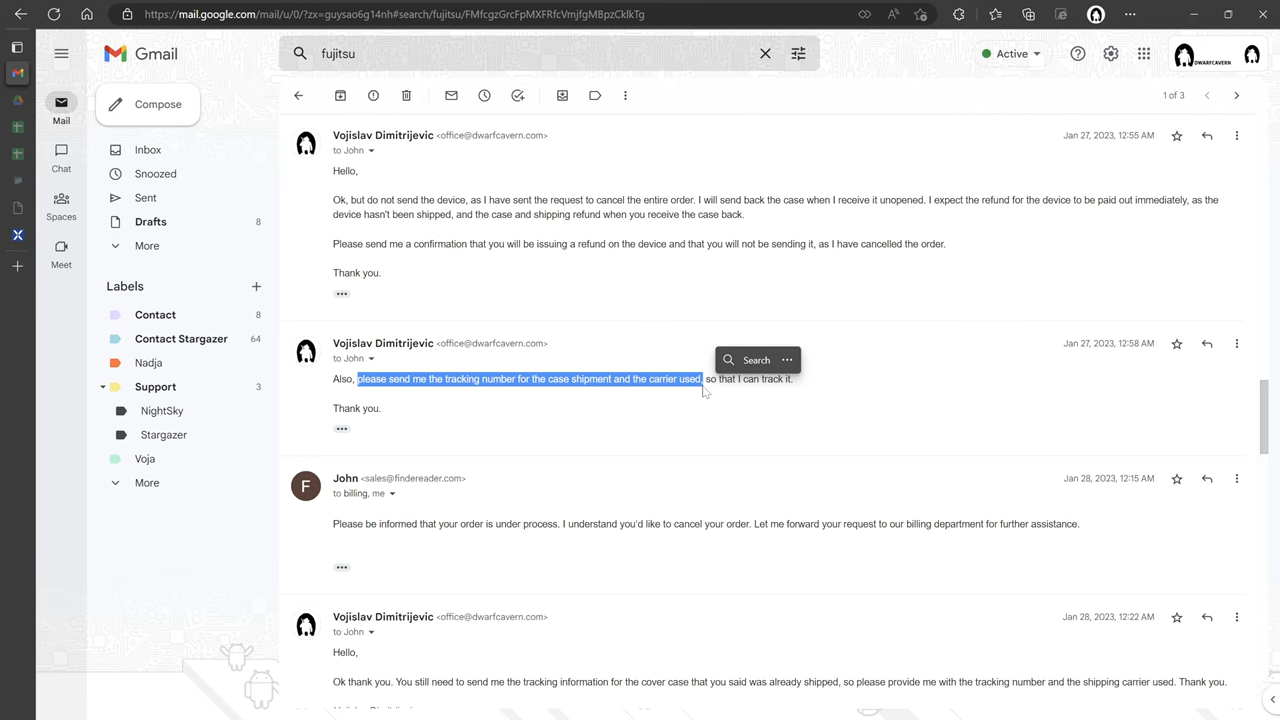 https://mail.google.com/mail/u/0/?zx=guysao6g14nh#search/fujitsu/FMfcgzGrcFpMXFRfcVmjfgMBpzCklkTg
Gmail
fujitsu
Active
DWARFCAVERN
Compose
1 of 3
Mail
Chat
Spaces
Meet
Inbox
Snoozed
Sent
Drafts 8
More
Labels
Contact 8
Contact Stargazer 64
Nadja
Support 3
NightSky
Stargazer
Voja
More
Vojislav Dimitrijevic <office@dwarfcavern.com> Jan 27, 2023, 12:55 AM
to John
Hello,
Ok, but do not send the device, as I have sent the request to cancel the entire order. I will send back the case when I receive it unopened. I expect the refund for the device to be paid out immediately, as the
device hasn't been shipped, and the case and shipping refund when you receive the case back.
Please send me a confirmation that you will be issuing a refund on the device and that you will not be sending it, as I have cancelled the order.
Thank you.
Vojislav Dimitrijevic <office@dwarfcavern.com> Jan 27, 2023, 12:58 AM
to John
Search
Also, please send me the tracking number for the case shipment and the carrier used, so that I can track it.
Thank you.
F
John <sales@findereader.com> Jan 28, 2023, 12:15 AM
to billing, me
Please be informed that your order is under process. I understand you'd like to cancel your order. Let me forward your request to our billing department for further assistance.
Vojislav Dimitrijevic <office@dwarfcavern.com> Jan 28, 2023, 12:22 AM
to John
Hello,
Ok thank you. You still need to send me the tracking information for the cover case that you said was already shipped, so please provide me with the tracking number and the shipping carrier used. Thank you.